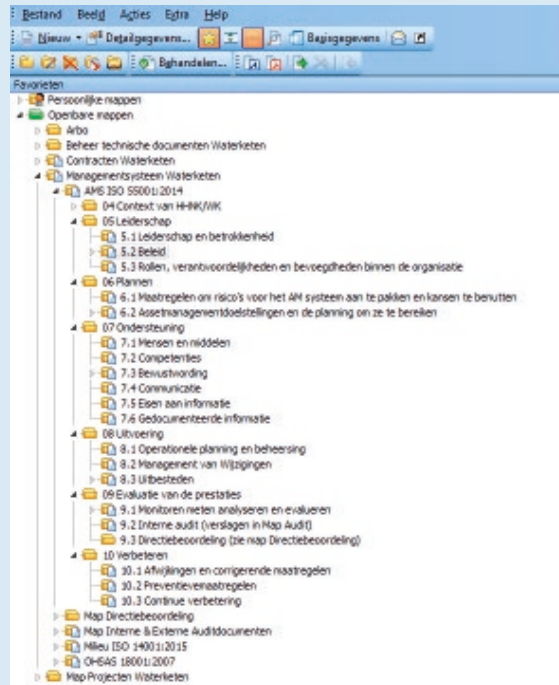 Bestand Beeld Acties Extra Help
Nieuw Detailgegevens... Basisgegevens
Behandelen...
Favorieten
Persoonlijke mappen
Openbare mappen
Arbo
Beheer technische documenten Waterketen
Contracten Waterketen
Managementsysteem Waterketen
AMS ISO 55001:2014
04 Context van HHNK/WK
05 Leiderschap
5.1 Leiderschap en betrokkenheid
5.2 Beleid
5.3 Rollen, verantwoordelijkheden en bevoegdheden binnen de organisatie
06 Plannen
6.1 Maatregelen om risico's voor het AM systeem aan te pakken en kansen te benutten
6.2 Assetmanagementdoelstellingen en de planning om ze te bereiken
07 Ondersteuning
7.1 Mensen en middelen
7.2 Competenties
7.3 Bewustwording
7.4 Communicatie
7.5 Eisen aan informatie
7.6 Gedocumenteerde informatie
08 Uitvoering
8.1 Operationele planning en beheersing
8.2 Management van Wijzigingen
8.3 Uitbesteden
09 Evaluatie van de prestaties
9.1 Monitoren meten analyseren en evalueren
9.2 Interne audit (verslagen in Map Audit)
9.3 Directiebeoordeling (zie map Directiebeoordeling)
10 Verbeteren
10.1 Afwijkingen en corrigerende maatregelen
10.2 Preventievemaatregelen
10.3 Continue verbetering
Map Directiebeoordeling
Map Interne & Externe Auditdocumenten
Milieu ISO 14001:2015
OHSAS 18001:2007
Map Projecten Waterketen